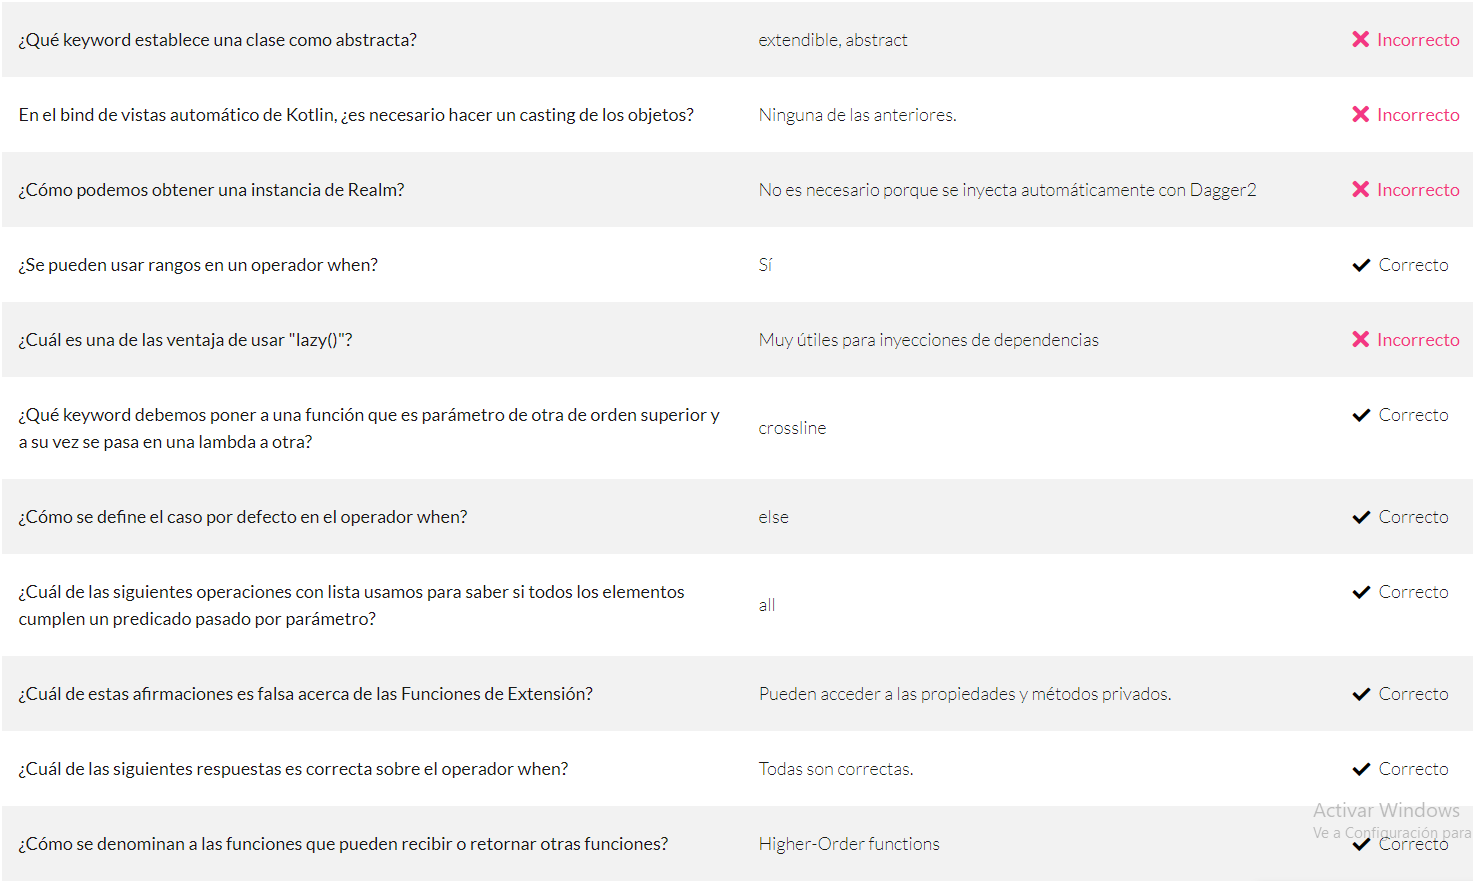 ¿Qué keyword establece una clase como abstracta? extendible, abstract Incorrecto
En el bind de vistas automático de Kotlin, ¿es necesario hacer un casting de los objetos? Ninguna de las anteriores. Incorrecto
¿Cómo podemos obtener una instancia de Realm? No es necesario porque se inyecta automáticamente con Dagger2 Incorrecto
¿Se pueden usar rangos en un operador when? Sí Correcto
¿Cuál es una de las ventaja de usar "lazy()"? Muy útiles para inyecciones de dependencias Incorrecto
¿Qué keyword debemos poner a una función que es parámetro de otra de orden superior y
a su vez se pasa en una lambda a otra?
crossline
Correcto
¿Cómo se define el caso por defecto en el operador when? else Correcto
¿Cuál de las siguientes operaciones con lista usamos para saber si todos los elementos
cumplen un predicado pasado por parámetro?
all
Correcto
¿Cuál de estas afirmaciones es falsa acerca de las Funciones de Extensión? Pueden acceder a las propiedades y métodos privados. Correcto
¿Cuál de las siguientes respuestas es correcta sobre el operador when? Todas son correctas. Correcto
¿Cómo se denominan a las funciones que pueden recibir o retornar otras funciones? Higher-Order functions Correcto
Activar Windows
Ve a Configuración para